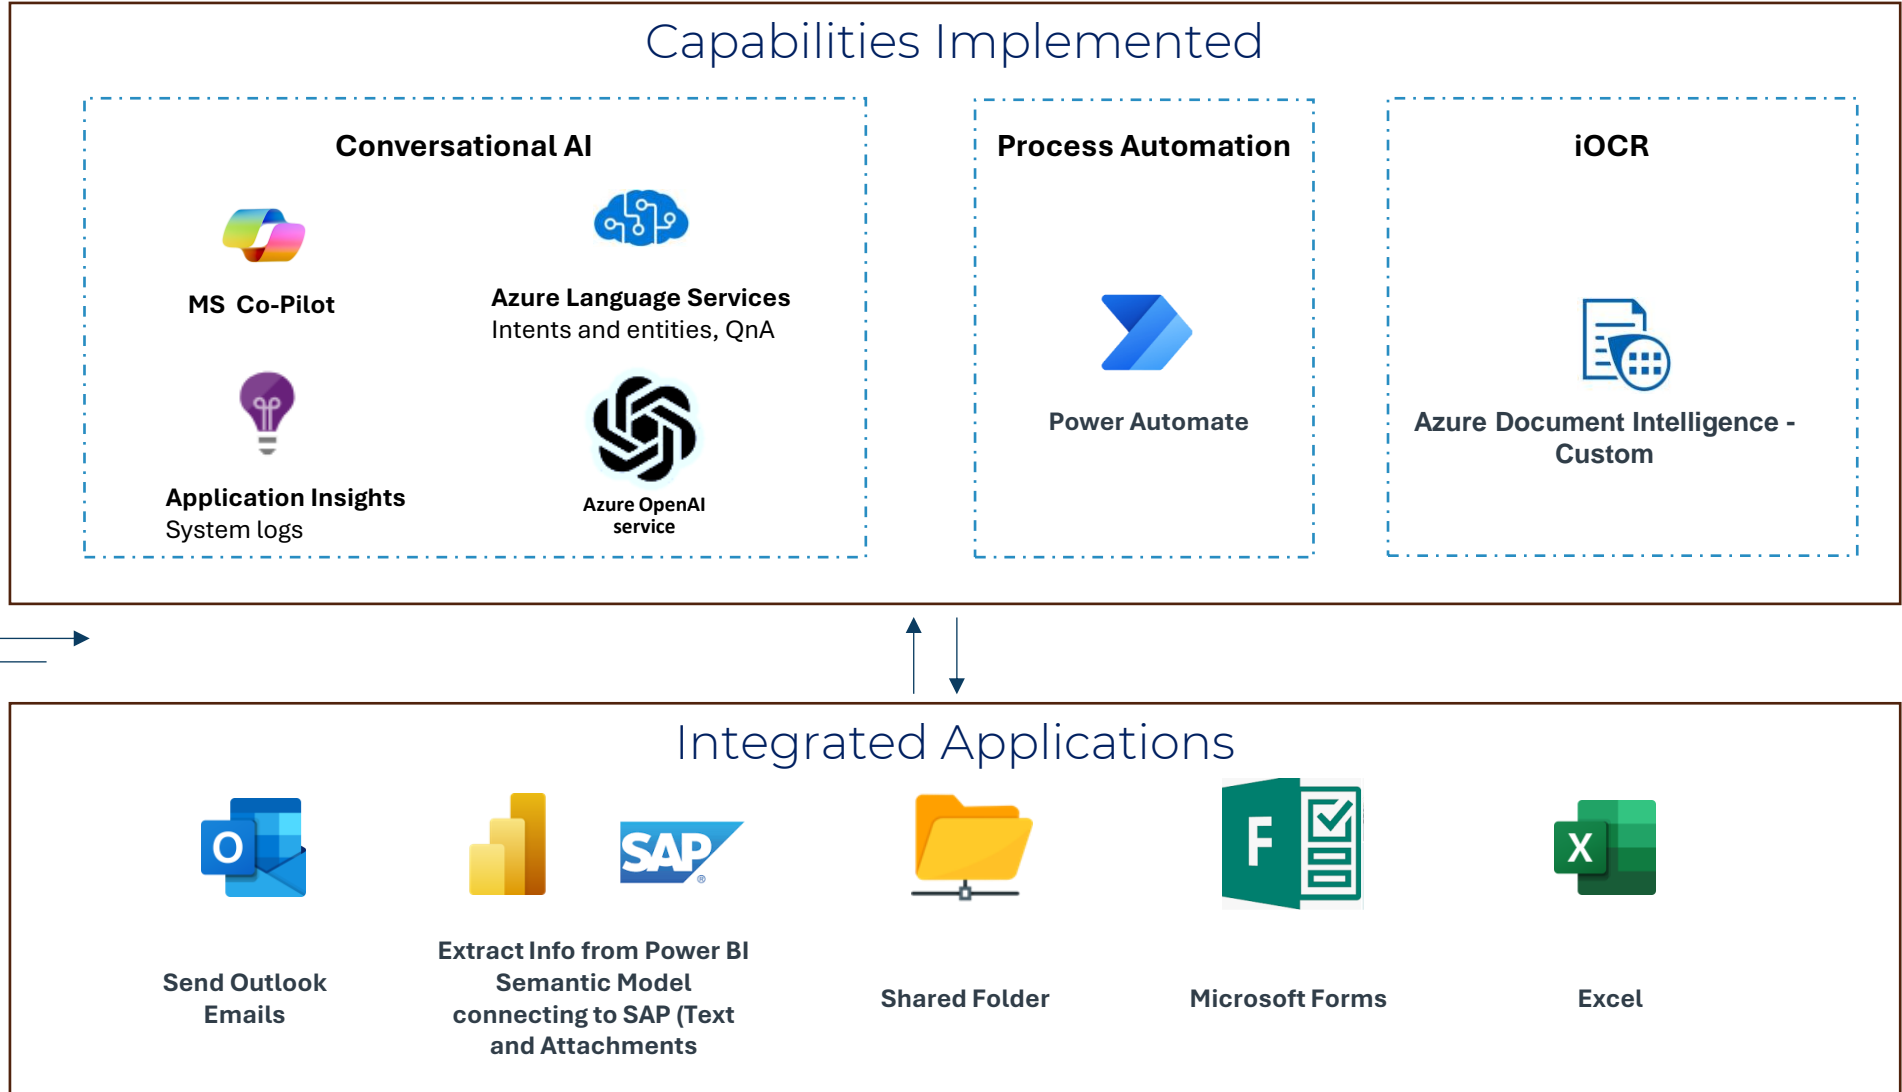 Capabilities Implemented
Conversational AI
MS Co-Pilot
Azure Language Services
Intents and entities, QnA
Application Insights
System logs
Azure OpenAI
service
Process Automation
Power Automate
iOCR
Azure Document Intelligence -
Custom
Integrated Applications
O
Send Outlook
Emails
SAP
®
Extract Info from Power BI
Semantic Model
connecting to SAP (Text
and Attachments
Shared Folder
F
Microsoft Forms
X
Excel